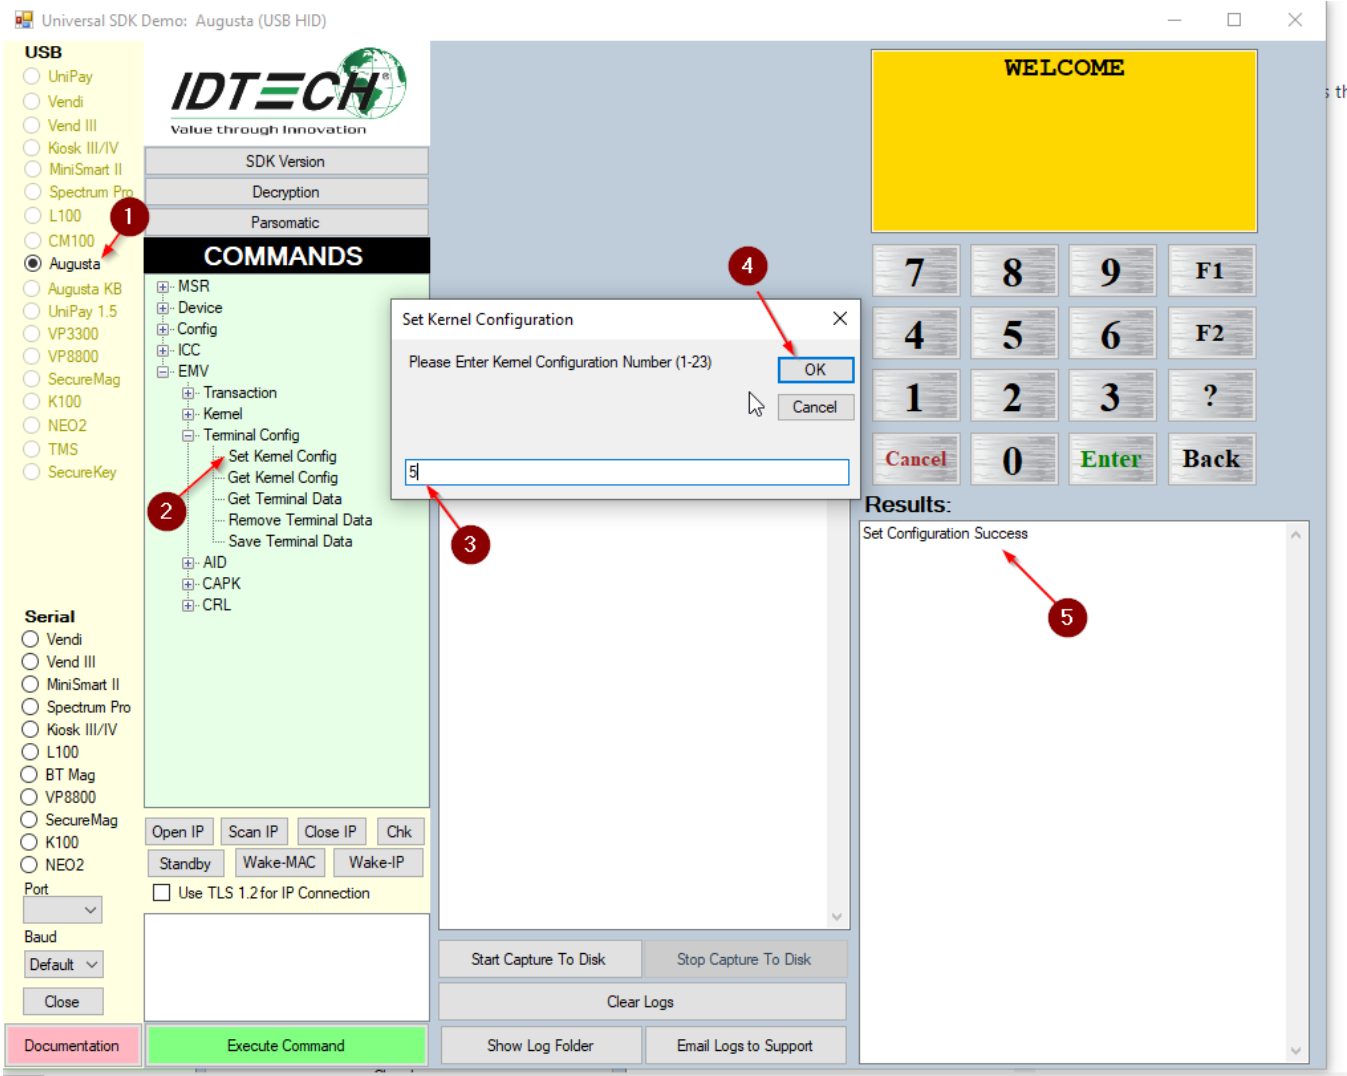 Universal SDK Demo: Augusta (USB HID)
USB
UniPay
Vendi
Vend III
Kiosk III/IV
MiniSmart II
Spectrum Pro
L100
CM100
Augusta
Augusta KB
UniPay 1.5
VP3300
VP8800
SecureMag
K100
NEO2
TMS
SecureKey
Serial
Vendi
Vend III
MiniSmart II
Spectrum Pro
Kiosk III/IV
L100
BT Mag
VP8800
SecureMag
K100
NEO2
Port
Baud
Default
Close
Documentation
IDTECH®
Value through Innovation
SDK Version
Decryption
Parsomatic
COMMANDS
MSR
Device
Config
ICC
EMV
Transaction
Kernel
Terminal Config
Set Kernel Config
Get Kernel Config
Get Terminal Data
Remove Terminal Data
Save Terminal Data
AID
CAPK
CRL
Open IP Scan IP Close IP Chk
Standby Wake-MAC Wake-IP
Use TLS 1.2 for IP Connection
Execute Command
1
2
3
4
5
Set Kernel Configuration
Please Enter Kernel Configuration Number (1-23)
OK
Cancel
5
Start Capture To Disk Stop Capture To Disk
Clear Logs
Show Log Folder Email Logs to Support
WELCOME
7 8 9 F1
4 5 6 F2
1 2 3 ?
Cancel 0 Enter Back
Results:
Set Configuration Success